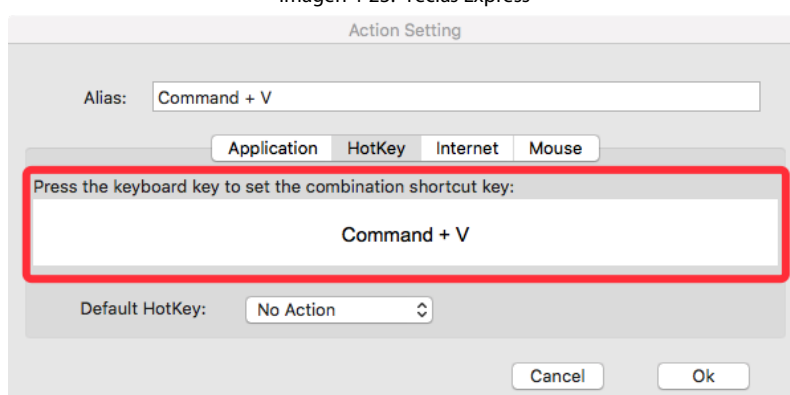 Action Setting
Alias: Command + V
Application HotKey Internet Mouse
Press the keyboard key to set the combination shortcut key:
Command + V
Default HotKey: No Action
Cancel Ok